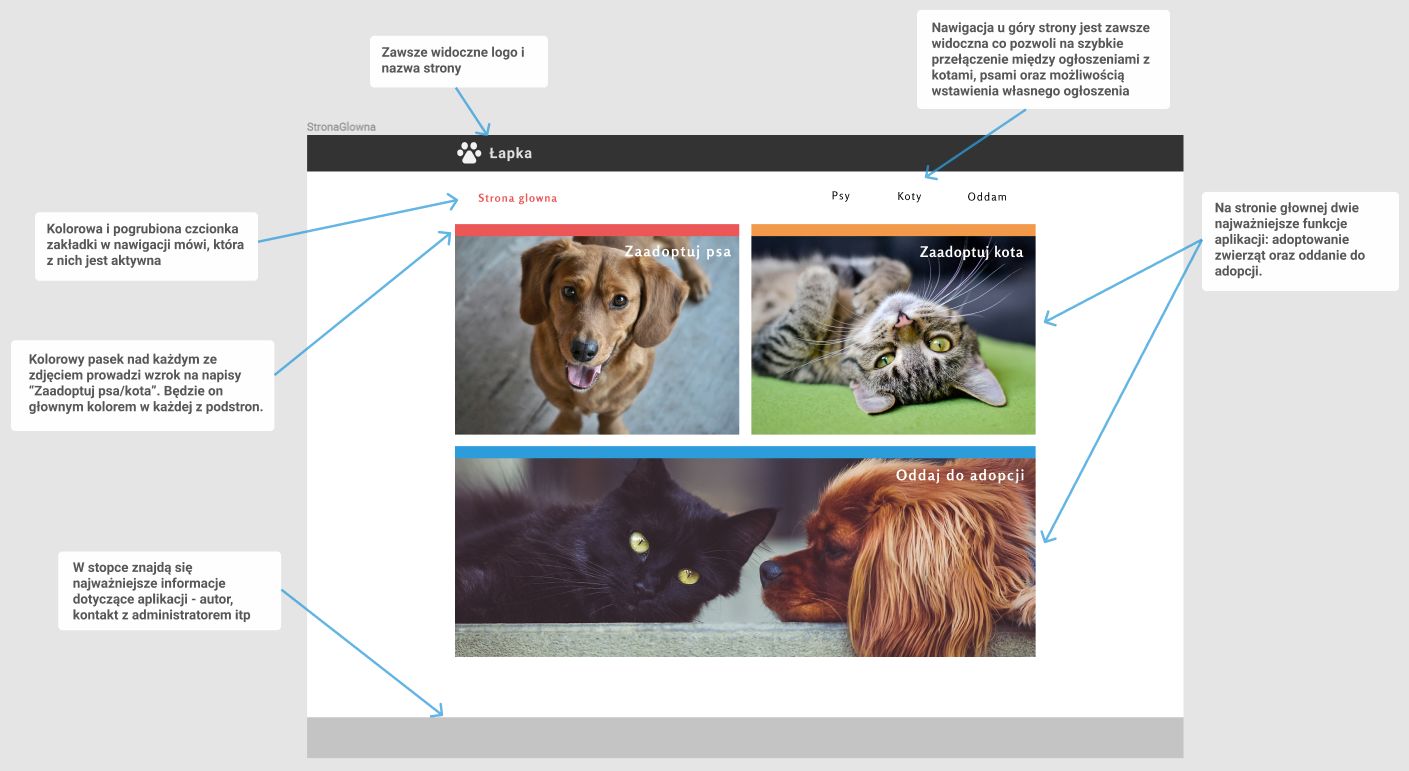 Zawsze widoczne logo i
nazwa strony
Nawigacja u góry strony jest zawsze
widoczna co pozwoli na szybkie
przełączenie między ogłoszeniami z
kotami, psami oraz możliwością
wstawienia własnego ogłoszenia
StronaGlowna
Łapka
Strona glowna
Psy
Koty
Oddam
Kolorowa i pogrubiona czcionka
zakładki w nawigacji mówi, która
z nich jest aktywna
Na stronie głownej dwie
najważniejsze funkcje
aplikacji: adoptowanie
zwierząt oraz oddanie do
adopcji.
Zaadoptuj psa
Zaadoptuj kota
Kolorowy pasek nad każdym ze
zdjęciem prowadzi wzrok na napisy
“Zaadoptuj psa/kota”. Będzie on
głownym kolorem w każdej z podstron.
Oddaj do adopcji
W stopce znajdą się
najważniejsze informacje
dotyczące aplikacji - autor,
kontakt z administratorem itp